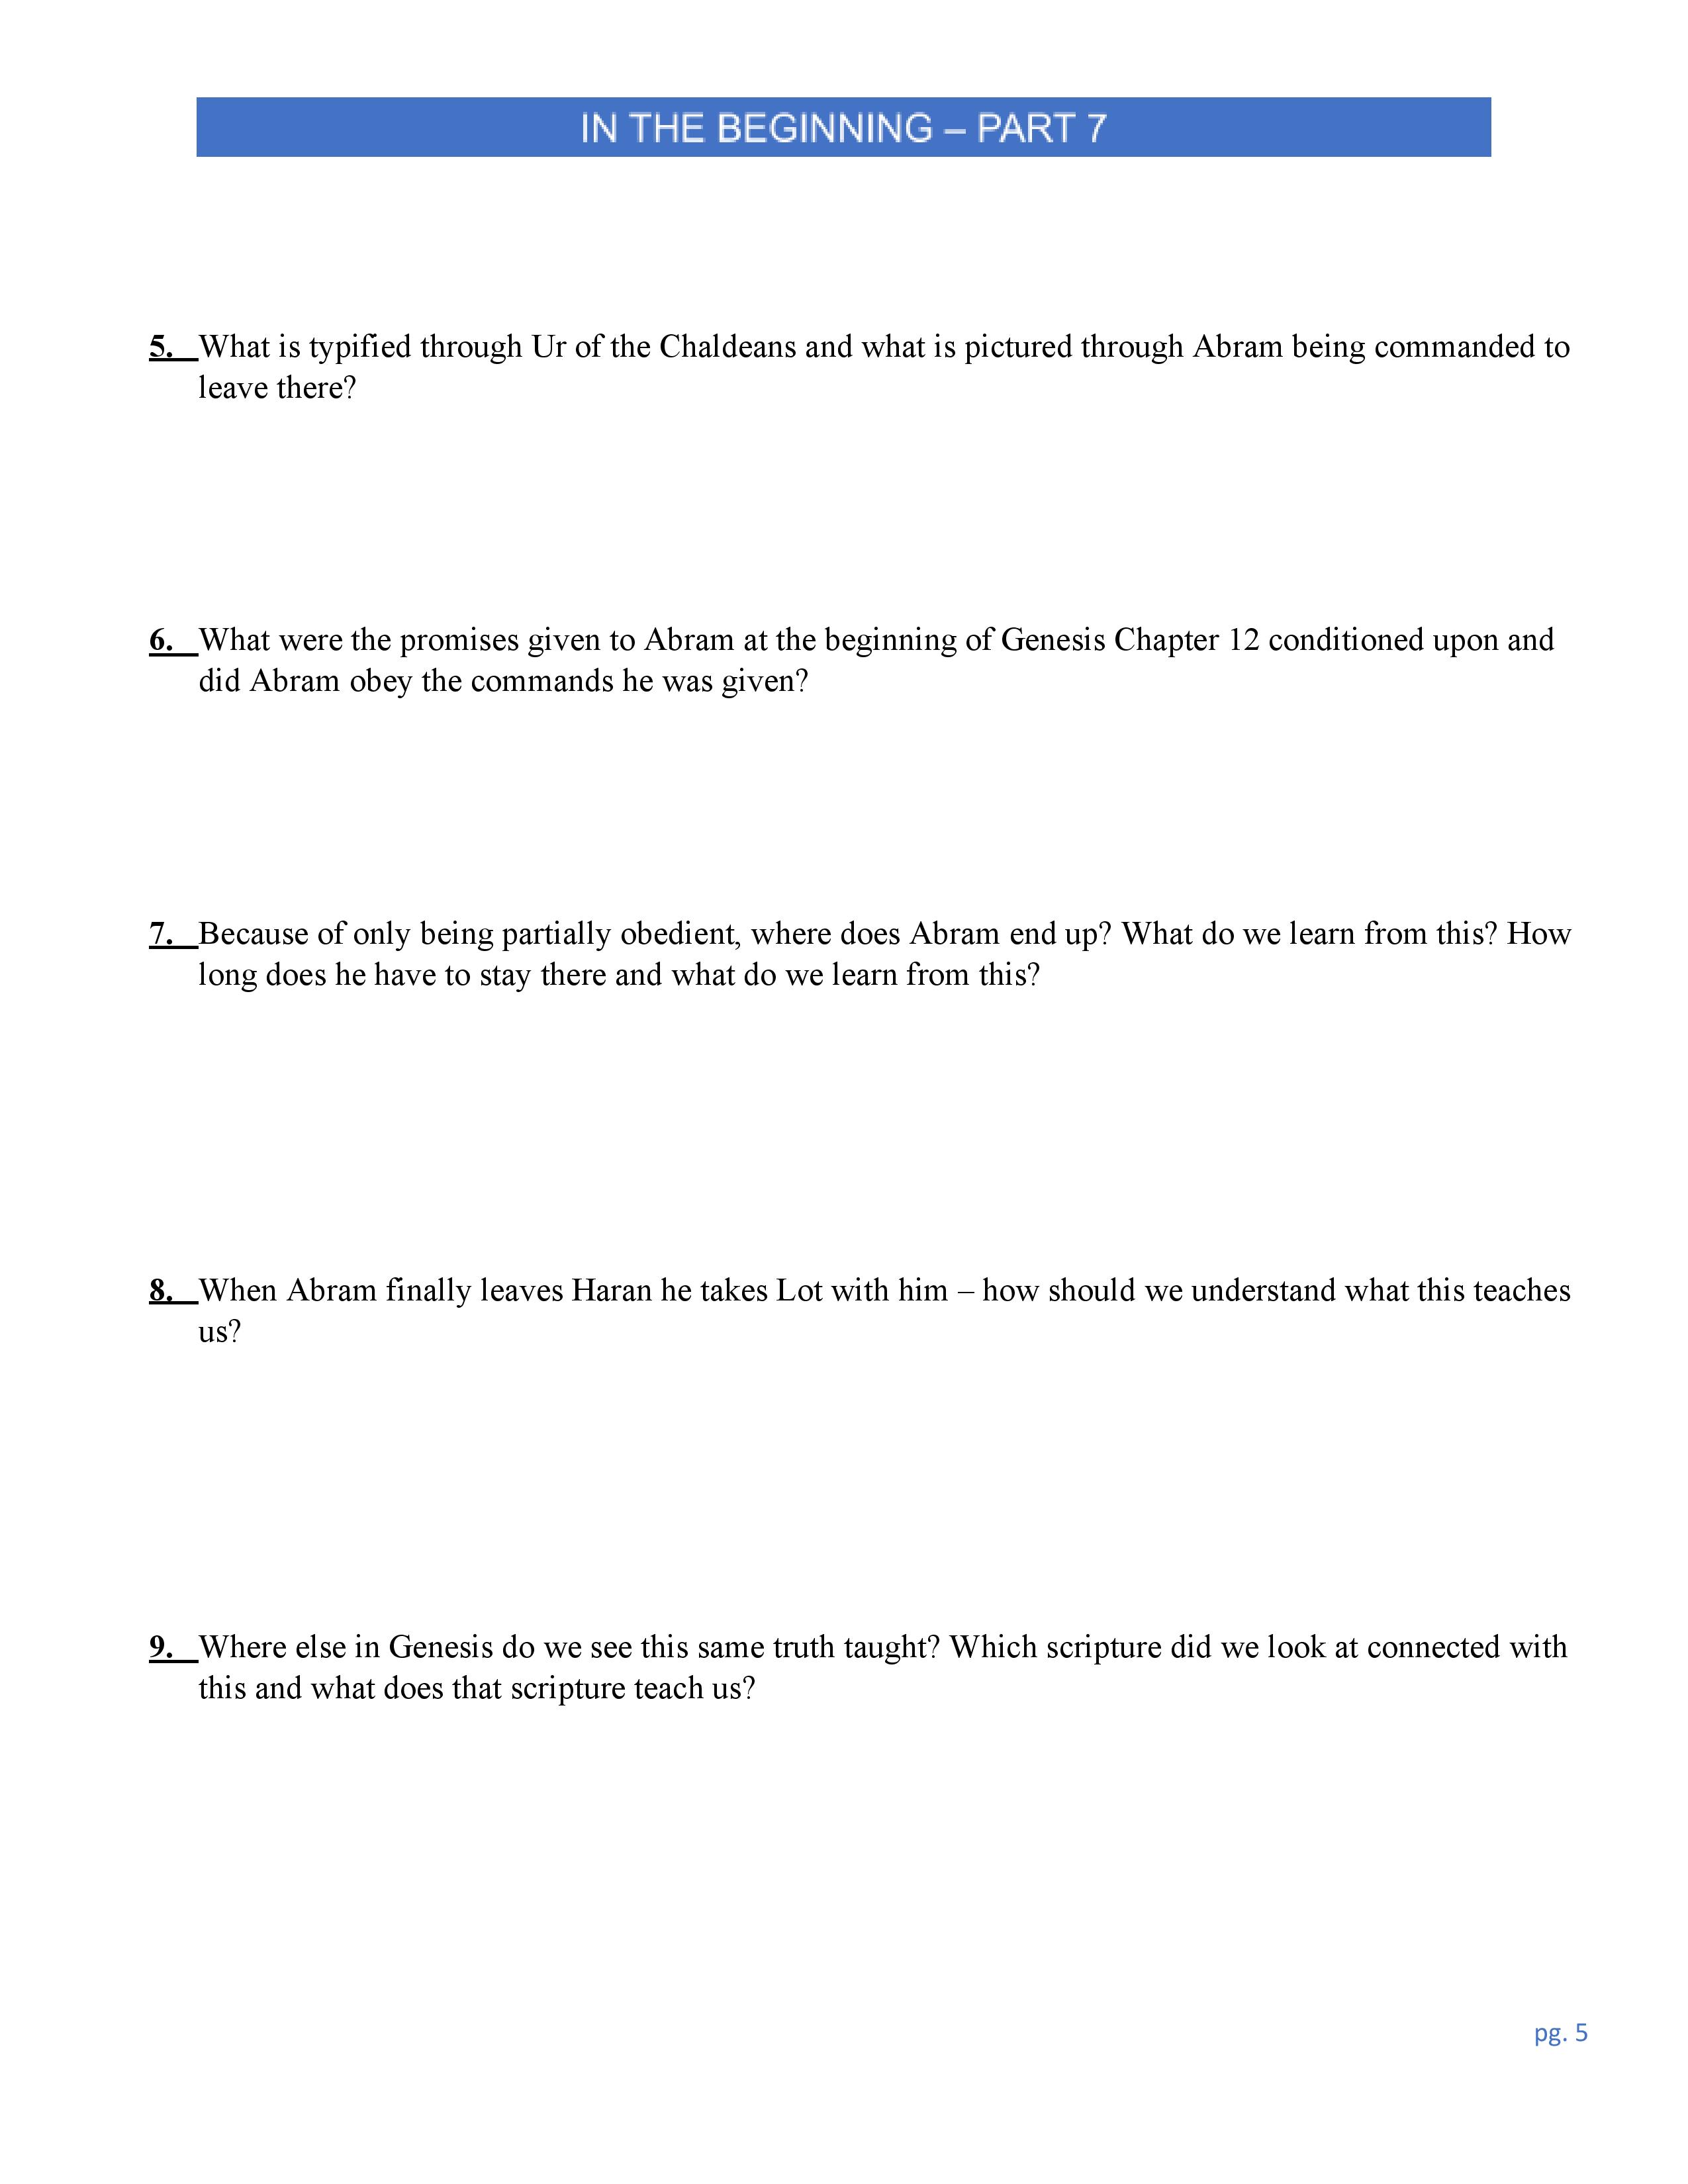 IN THE BEGINNING – PART 7
5. What is typified through Ur of the Chaldeans and what is pictured through Abram being commanded to
leave there?
6. What were the promises given to Abram at the beginning of Genesis Chapter 12 conditioned upon and
did Abram obey the commands he was given?
7. Because of only being partially obedient, where does Abram end up? What do we learn from this? How
long does he have to stay there and what do we learn from this?
8. When Abram finally leaves Haran he takes Lot with him – how should we understand what this teaches
us?
9. Where else in Genesis do we see this same truth taught? Which scripture did we look at connected with
this and what does that scripture teach us?
pg. 5